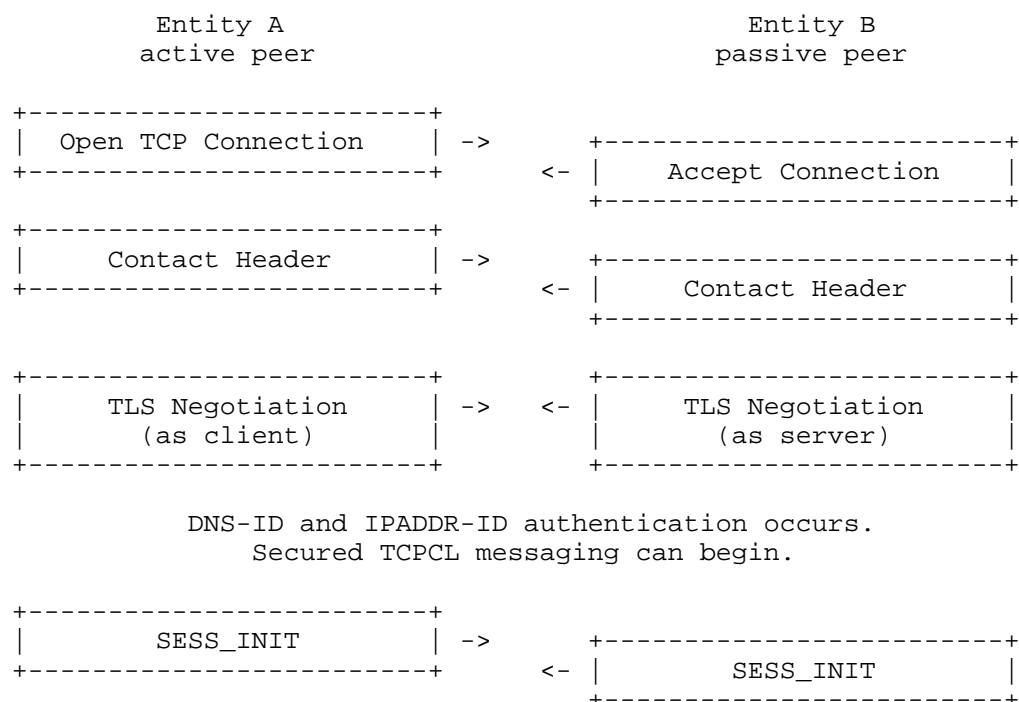 Entity A                             Entity B
active peer                         passive peer
+-------------------------+
|  Open TCP Connection    | ->      +-------------------------+
+-------------------------+      <- |    Accept Connection    |
                                    +-------------------------+
+-------------------------+
|     Contact Header      | ->      +-------------------------+
+-------------------------+      <- |     Contact Header      |
                                    +-------------------------+
+-------------------------+         +-------------------------+
|     TLS Negotiation     | ->   <- |     TLS Negotiation     |
|       (as client)       |         |       (as server)       |
+-------------------------+         +-------------------------+
DNS-ID and IPADDR-ID authentication occurs.
Secured TCPCL messaging can begin.
+-------------------------+
|        SESS_INIT        | ->      +-------------------------+
+-------------------------+      <- |        SESS_INIT        |
                                    +-------------------------+